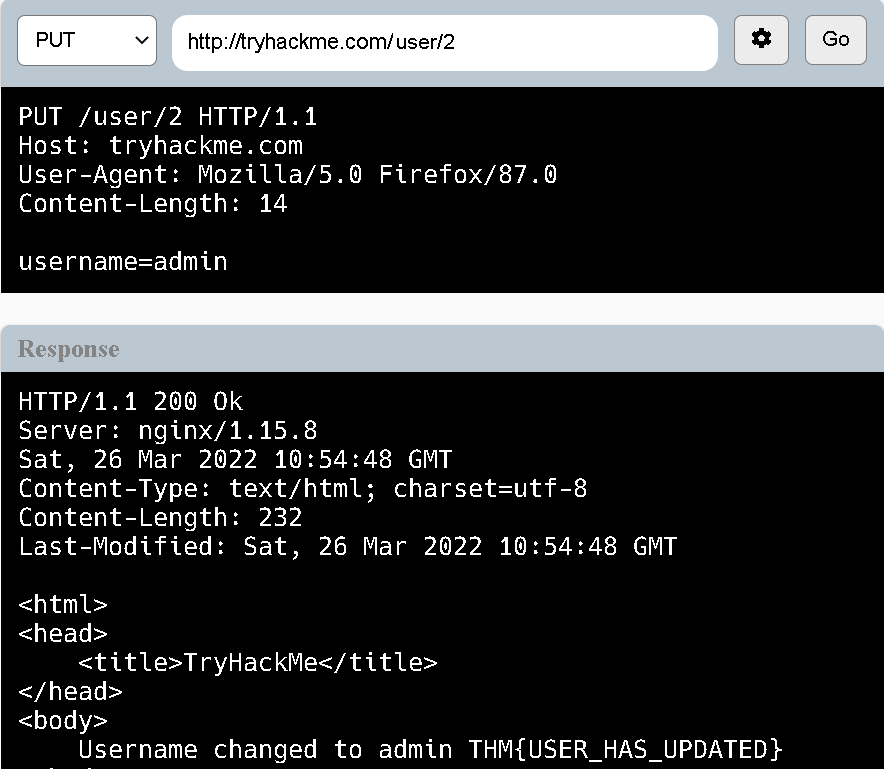 PUT
http://tryhackme.com/user/2
Go
PUT /user/2 HTTP/1.1
Host: tryhackme.com
User-Agent: Mozilla/5.0 Firefox/87.0
Content-Length: 14

username=admin
Response
HTTP/1.1 200 Ok
Server: nginx/1.15.8
Sat, 26 Mar 2022 10:54:48 GMT
Content-Type: text/html; charset=utf-8
Content-Length: 232
Last-Modified: Sat, 26 Mar 2022 10:54:48 GMT

<html>
<head>
    <title>TryHackMe</title>
</head>
<body>
    Username changed to admin THM{USER_HAS_UPDATED}